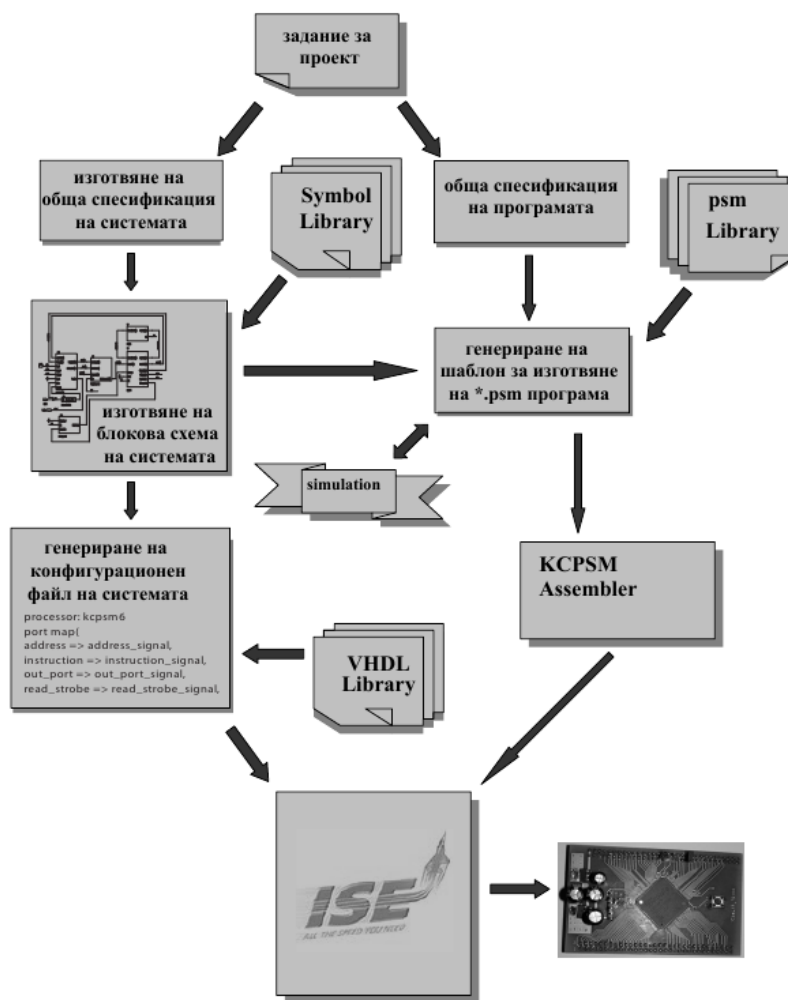 задание за
проект
изготвяне на
обща спесификация
на системата
Symbol
Library
обща спесификация
на програмата
psm
Library
изготвяне на
блокова схема
на системата
генериране на
шаблон за изготвяне
на *.psm програма
simulation
генериране на
конфигурационен
файл на системата
processor: kcpsm6
port map(
address => address_signal,
instruction => instruction_signal,
out_port => out_port_signal,
read_strobe => read_strobe_signal,
VHDL
Library
KCPSM
Assembler
ISE
ALL THE SPEED YOU NEED